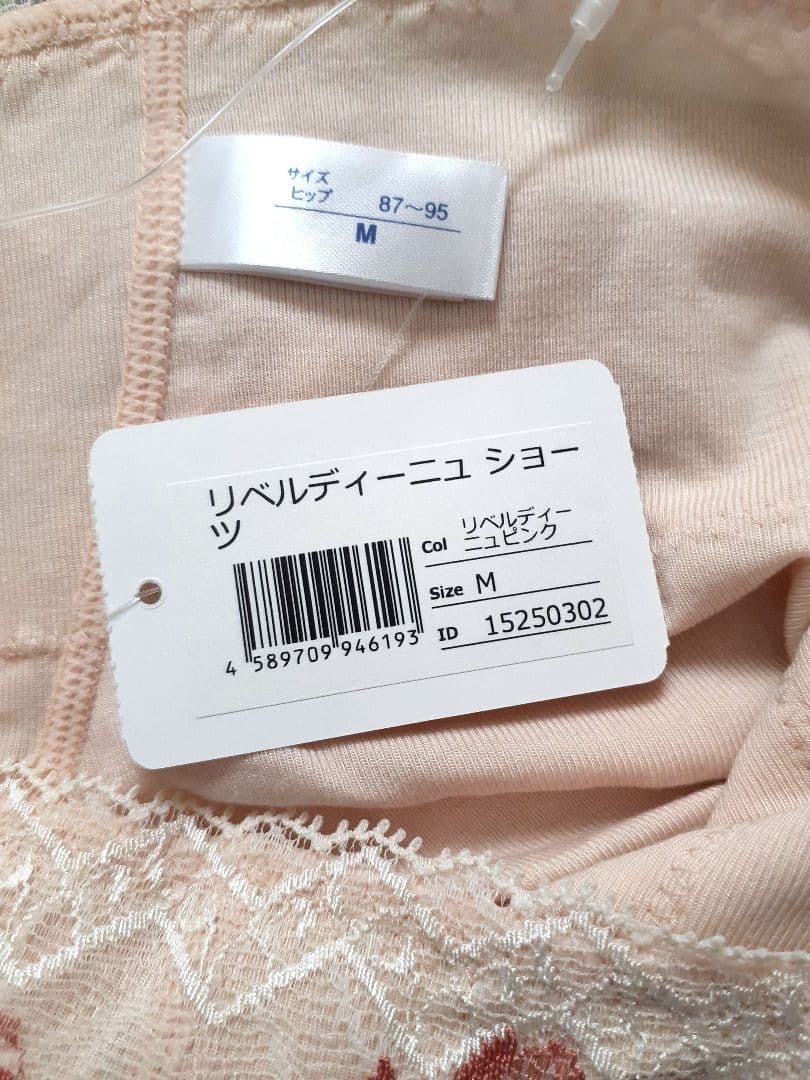 サイズ
ヒップ 87～95
M
リベルディーニュ ショー
ツ
Col リベルディー
ニュピンク
Size M
ID 15250302
4 589709 946193